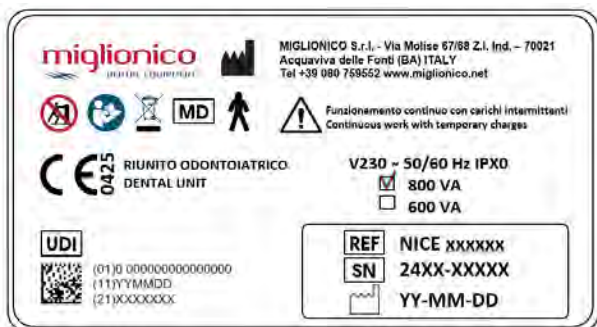 miglionico
dental equipment
MIGLIONICO S.r.l. - Via Molise 67/68 Z.I. Ind. – 70021
Acquaviva delle Fonti (BA) ITALY
Tel +39 080 759552 www.miglionico.net
MD
Funzionamento continuo con carichi intermittenti
Continuous work with temporary charges
CE 0425
RIUNITO ODONTOIATRICO
DENTAL UNIT
V230 ~ 50/60 Hz IPX0
800 VA
600 VA
UDI
(01)0 000000000000000
(11)YYMMDD
(21)XXXXXXX
REF NICE xxxxxx
SN 24XX-XXXXX
YY-MM-DD